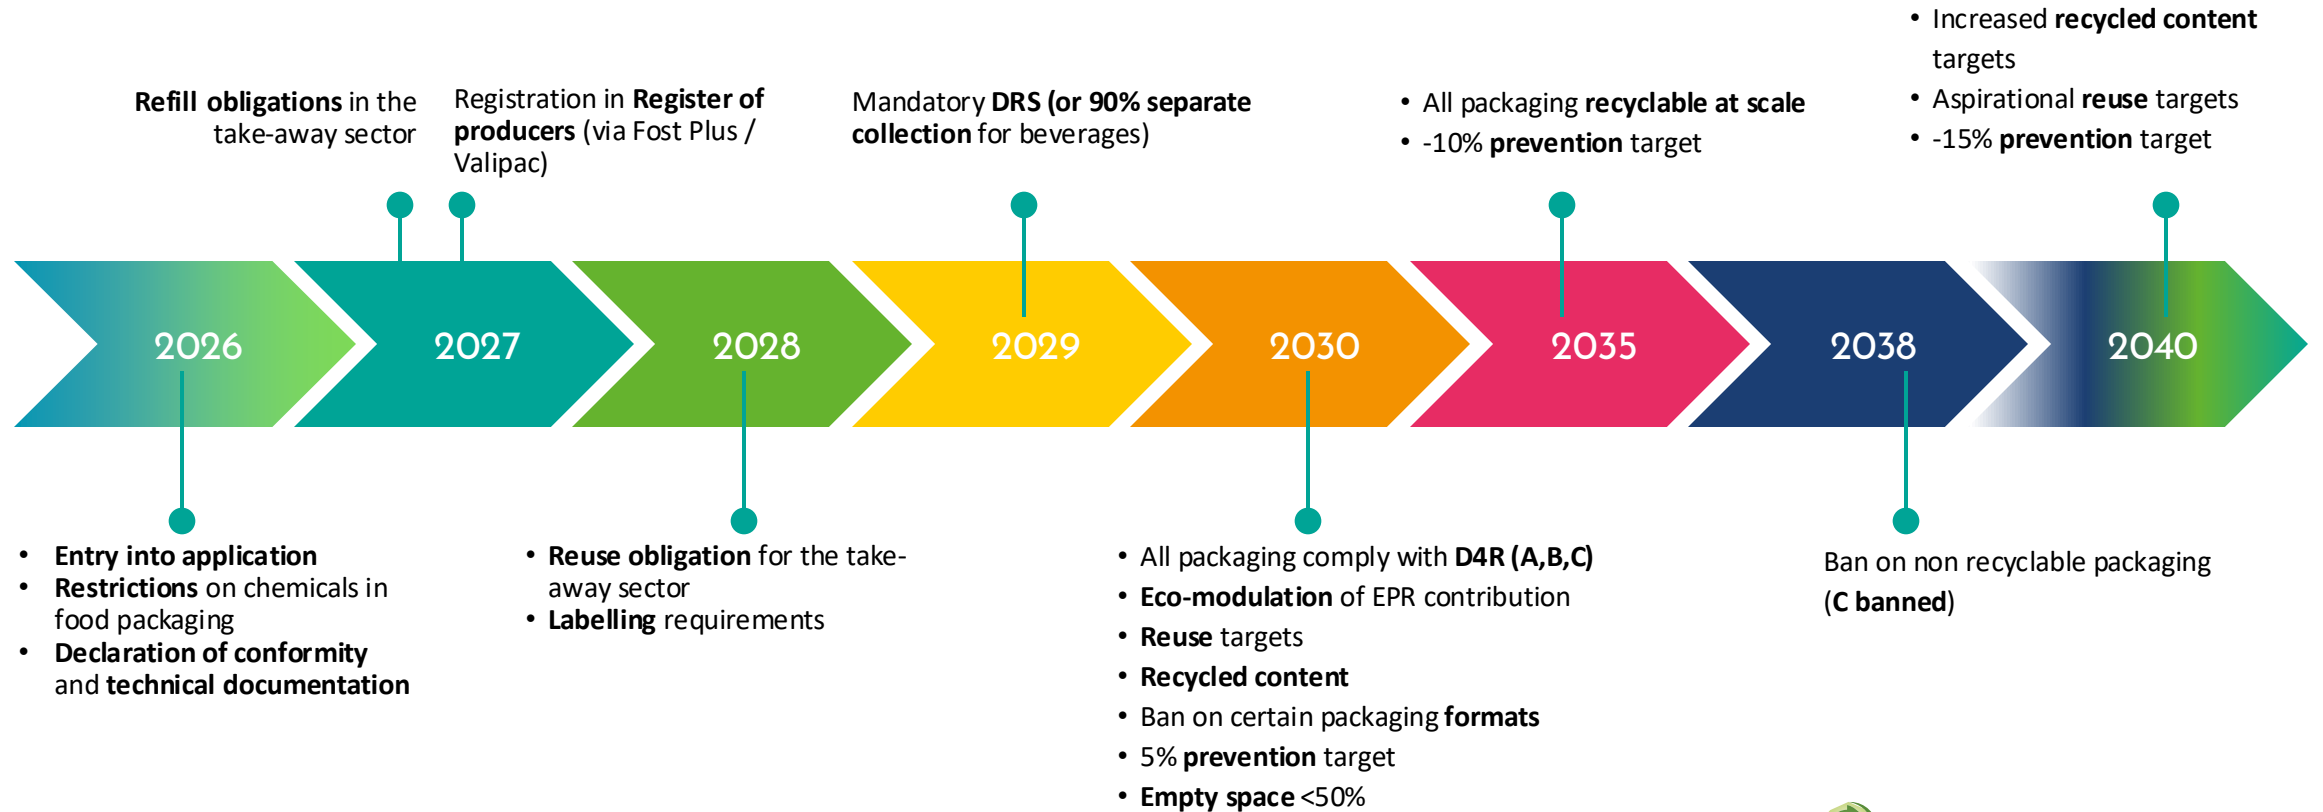 Refill obligations in the
take-away sector
Registration in Register of
producers (via Fost Plus /
Valipac)
Mandatory DRS (or 90% separate
collection for beverages)
• All packaging recyclable at scale
• -10% prevention target
• Increased recycled content
targets
• Aspirational reuse targets
• -15% prevention target
2026
2027
2028
2029
2030
2035
2038
2040
• Entry into application
• Restrictions on chemicals in
food packaging
• Declaration of conformity
and technical documentation
• Reuse obligation for the take-
away sector
• Labelling requirements
• All packaging comply with D4R (A,B,C)
• Eco-modulation of EPR contribution
• Reuse targets
• Recycled content
• Ban on certain packaging formats
• 5% prevention target
• Empty space <50%
Ban on non recyclable packaging
(C banned)